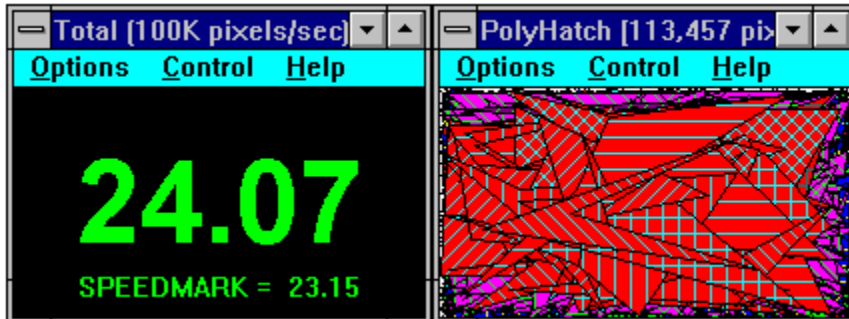 Total (100K pixels/sec)
Options Control Help
24.07
SPEEDMARK = 23.15
PolyHatch [113,457 pix
Options Control Help